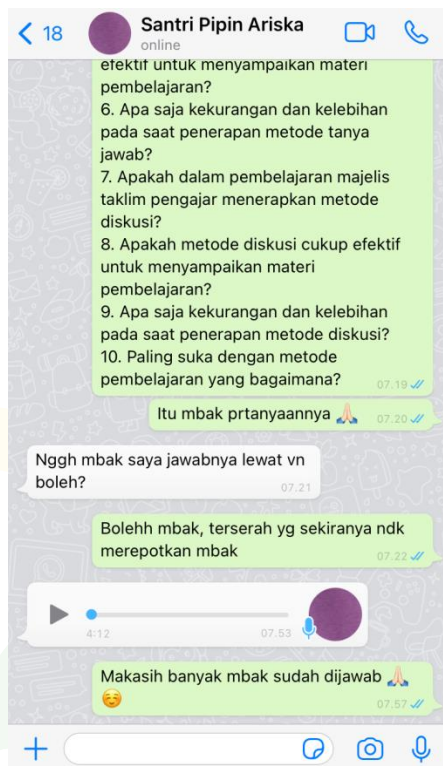 18
Santri Pipin Ariska
online
efektif untuk menyampaikan materi
pembelajaran?
6. Apa saja kekurangan dan kelebihan
pada saat penerapan metode tanya
jawab?
7. Apakah dalam pembelajaran majelis
taklim pengajar menerapkan metode
diskusi?
8. Apakah metode diskusi cukup efektif
untuk menyampaikan materi
pembelajaran?
9. Apa saja kekurangan dan kelebihan
pada saat penerapan metode diskusi?
10. Paling suka dengan metode
pembelajaran yang bagaimana?
07.19
Itu mbak prtanyaannya 🙏🏻
07.20
Nggh mbak saya jawabnya lewat vn
boleh?
07.21
Bolehh mbak, terserah yg sekiranya ndk
merepotkan mbak
07.22
4:12
07.53
Makasih banyak mbak sudah dijawab 🙏🏻
☺️
07.57